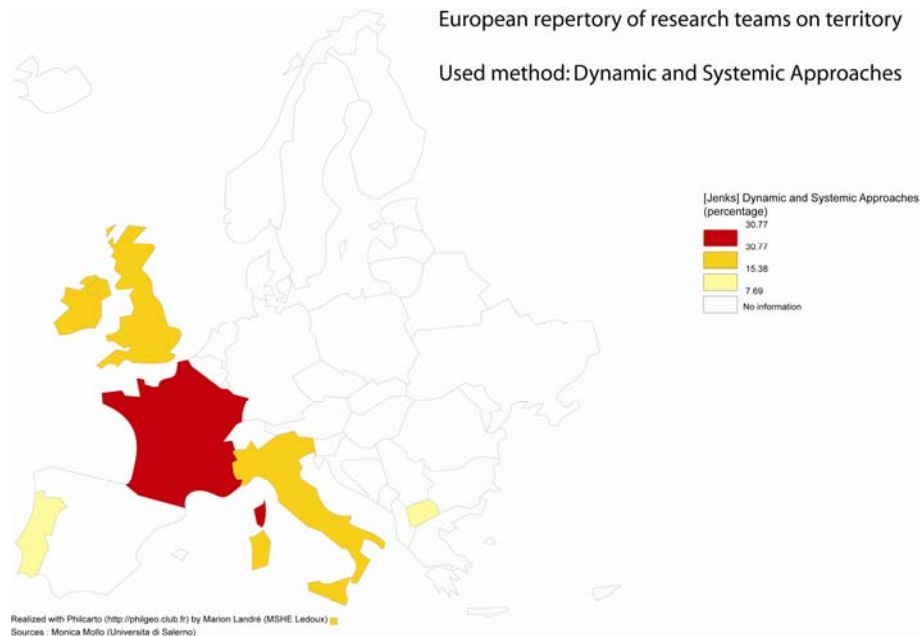 European repertory of research teams on territory
Used method: Dynamic and Systemic Approaches
[Jenks] Dynamic and Systemic Approaches
(percentage)
30.77
30.77
15.38
7.69
No information
Realized with Philcarto (http://philgeo.club.fr) by Marion Landré (MSHE Ledoux)
Sources : Monica Mollo (Universita di Salerno)